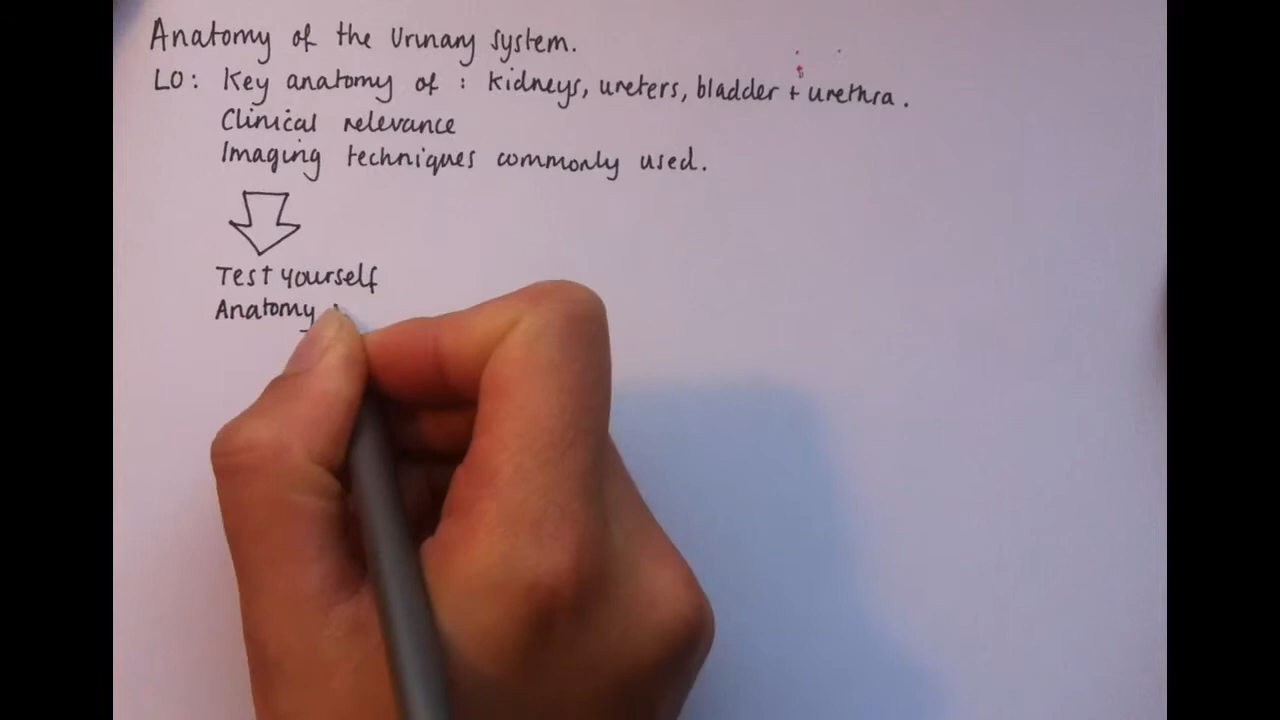 Anatomy of the Urinary system.
LO: Key anatomy of : kidneys, ureters, bladder + urethra.
Clinical relevance
Imaging techniques commonly used.
Test yourself
Anatomy